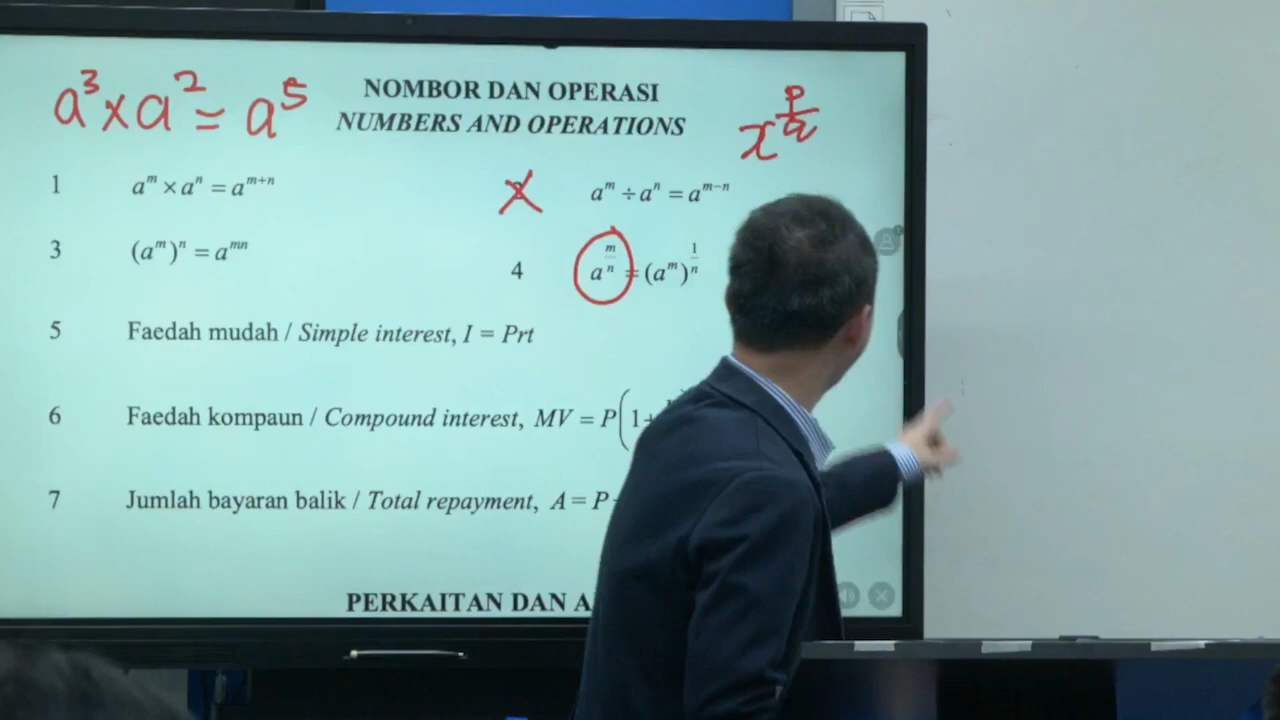 a³ × a² = a⁵
NOMBOR DAN OPERASI
NUMBERS AND OPERATIONS
1 aᵐ × aⁿ = aᵐ⁺ⁿ
aᵐ ÷ aⁿ = aᵐ⁻ⁿ
3 (aᵐ)ⁿ = aᵐⁿ
4 a^(m/n) = (aᵐ)^(1/n)
5 Faedah mudah / Simple interest, I = Prt
6 Faedah kompaun / Compound interest, MV = P(1+
7 Jumlah bayaran balik / Total repayment, A = P
PERKAITAN DAN A